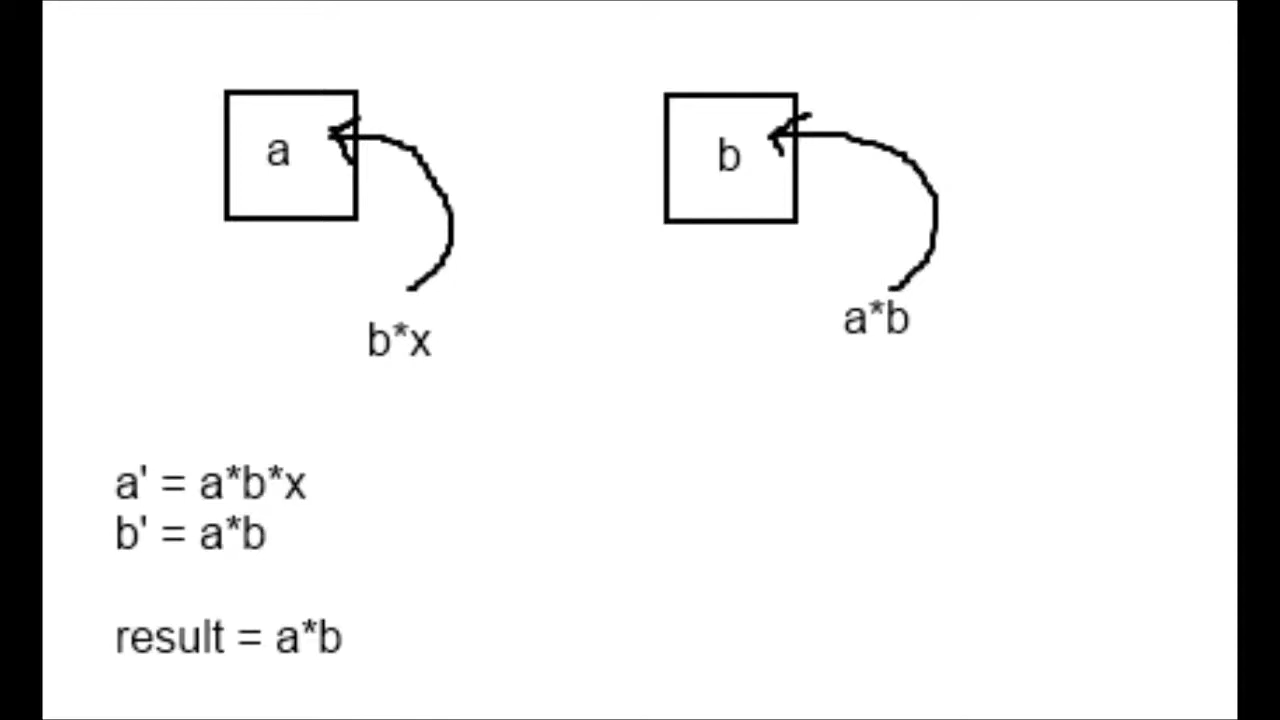 a
b
b*x
a*b
a' = a*b*x
b' = a*b
result = a*b